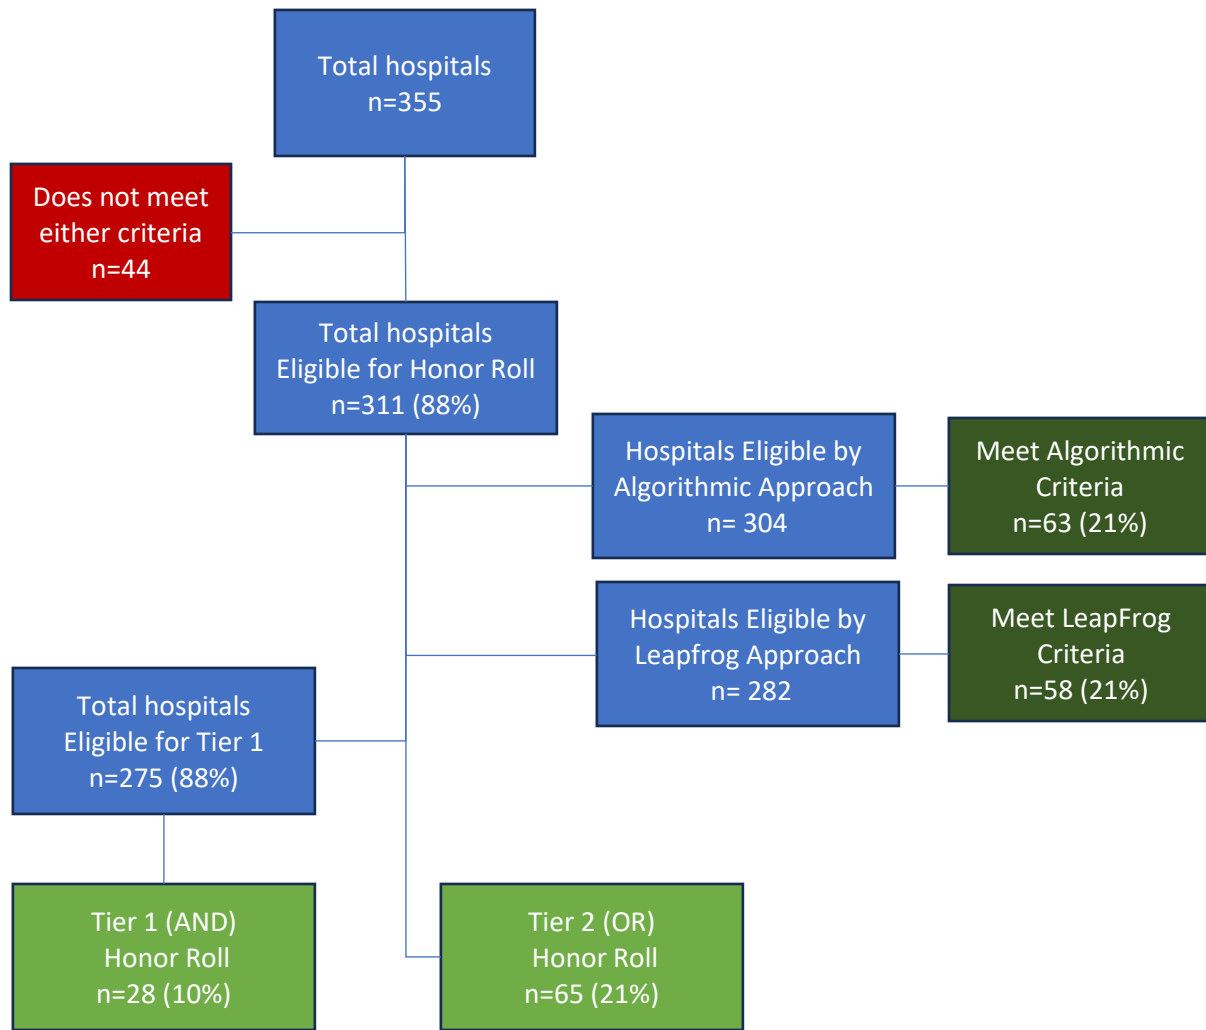 Total hospitals
n=355
Does not meet
either criteria
n=44
Total hospitals
Eligible for Honor Roll
n=311 (88%)
Hospitals Eligible by
Algorithmic Approach
n= 304
Meet Algorithmic
Criteria
n=63 (21%)
Hospitals Eligible by
Leapfrog Approach
n= 282
Meet LeapFrog
Criteria
n=58 (21%)
Total hospitals
Eligible for Tier 1
n=275 (88%)
Tier 1 (AND)
Honor Roll
n=28 (10%)
Tier 2 (OR)
Honor Roll
n=65 (21%)